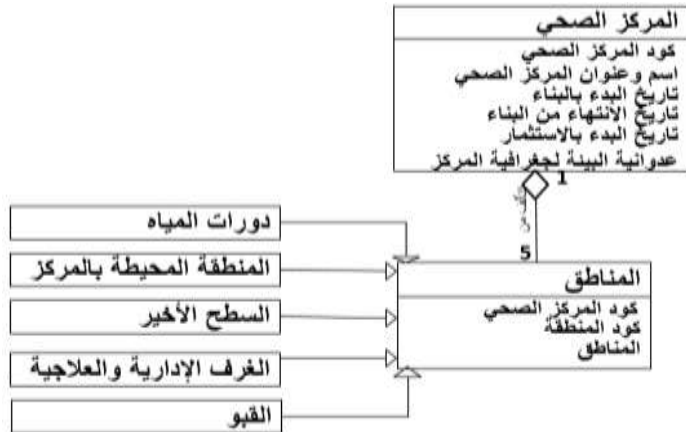 المركز الصحي
كود المركز الصحي
اسم وعنوان المركز الصحي
تاريخ البدء بالبناء
تاريخ الانتهاء من البناء
تاريخ البدء بالاستثمار
عدوانية البيئة لجغرافية المركز
1
من
5
المناطق
كود المركز الصحي
كود المنطقة
المناطق
دورات المياه
المنطقة المحيطة بالمركز
السطح الأخير
الغرف الإدارية والعلاجية
القبو